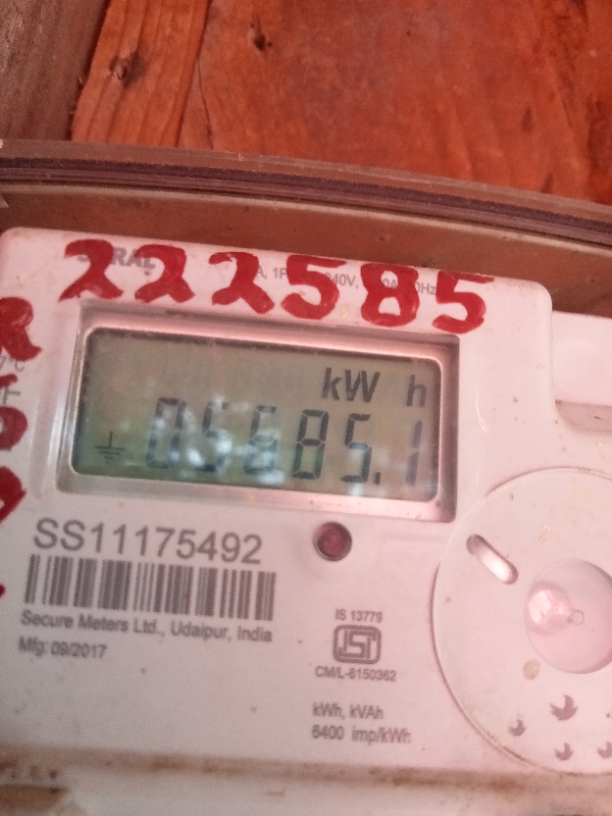 222585
kW h
05685.1
SS11175492
Secure Meters Ltd., Udaipur, India
Mfg: 09/2017
IS 13779
CM/L-8150362
kWh, kVAh
6400 imp/kWh